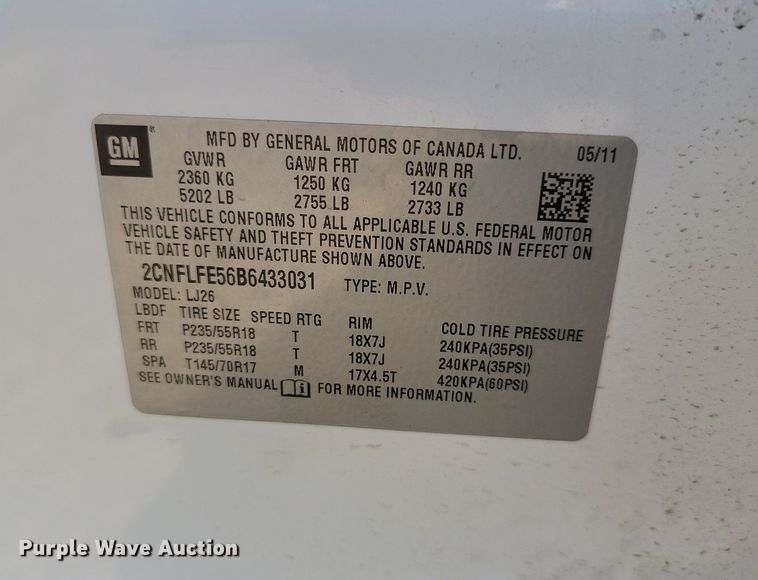 GM
MFD BY GENERAL MOTORS OF CANADA LTD. 05/11
GVWR GAWR FRT GAWR RR
2360 KG 1250 KG 1240 KG
5202 LB 2755 LB 2733 LB
THIS VEHICLE CONFORMS TO ALL APPLICABLE U.S. FEDERAL MOTOR
VEHICLE SAFETY AND THEFT PREVENTION STANDARDS IN EFFECT ON
THE DATE OF MANUFACTURE SHOWN ABOVE.
2CNFLFE56B6433031 TYPE: M.P.V.
MODEL: LJ26
LBDF TIRE SIZE SPEED RTG RIM COLD TIRE PRESSURE
FRT P235/55R18 T 18X7J 240KPA(35PSI)
RR P235/55R18 T 18X7J 240KPA(35PSI)
SPA T145/70R17 M 17X4.5T 420KPA(60PSI)
SEE OWNER'S MANUAL FOR MORE INFORMATION.
Purple Wave Auction